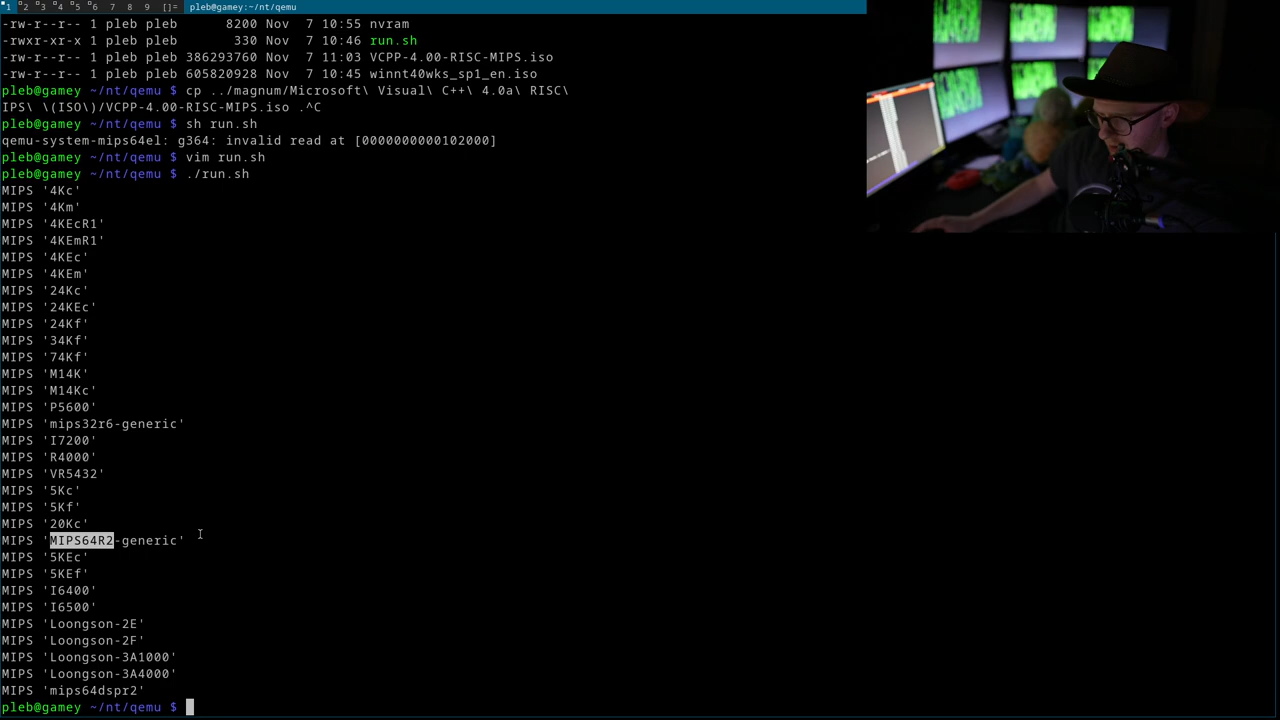 1 2 3 4 5 6 7 8 9 []= pleb@gamey:~/nt/qemu
-rw-r--r-- 1 pleb pleb 8200 Nov 7 10:55 nvram
-rwxr-xr-x 1 pleb pleb 330 Nov 7 10:46 run.sh
-rw-r--r-- 1 pleb pleb 386293760 Nov 7 11:03 VCPP-4.00-RISC-MIPS.iso
-rw-r--r-- 1 pleb pleb 605820928 Nov 7 10:45 winnt40wks_sp1_en.iso
pleb@gamey ~/nt/qemu $ cp ../magnum/Microsoft\ Visual\ C++\ 4.0a\ RISC\
IPS\ \(ISO\)/VCPP-4.00-RISC-MIPS.iso .^C
pleb@gamey ~/nt/qemu $ sh run.sh
qemu-system-mips64el: g364: invalid read at [0000000000102000]
pleb@gamey ~/nt/qemu $ vim run.sh
pleb@gamey ~/nt/qemu $ ./run.sh
MIPS '4Kc'
MIPS '4Km'
MIPS '4KEcR1'
MIPS '4KEmR1'
MIPS '4KEc'
MIPS '4KEm'
MIPS '24Kc'
MIPS '24KEc'
MIPS '24Kf'
MIPS '34Kf'
MIPS '74Kf'
MIPS 'M14K'
MIPS 'M14Kc'
MIPS 'P5600'
MIPS 'mips32r6-generic'
MIPS 'I7200'
MIPS 'R4000'
MIPS 'VR5432'
MIPS '5Kc'
MIPS '5Kf'
MIPS '20Kc'
MIPS 'MIPS64R2-generic'
MIPS '5KEc'
MIPS '5KEf'
MIPS 'I6400'
MIPS 'I6500'
MIPS 'Loongson-2E'
MIPS 'Loongson-2F'
MIPS 'Loongson-3A1000'
MIPS 'Loongson-3A4000'
MIPS 'mips64dspr2'
pleb@gamey ~/nt/qemu $